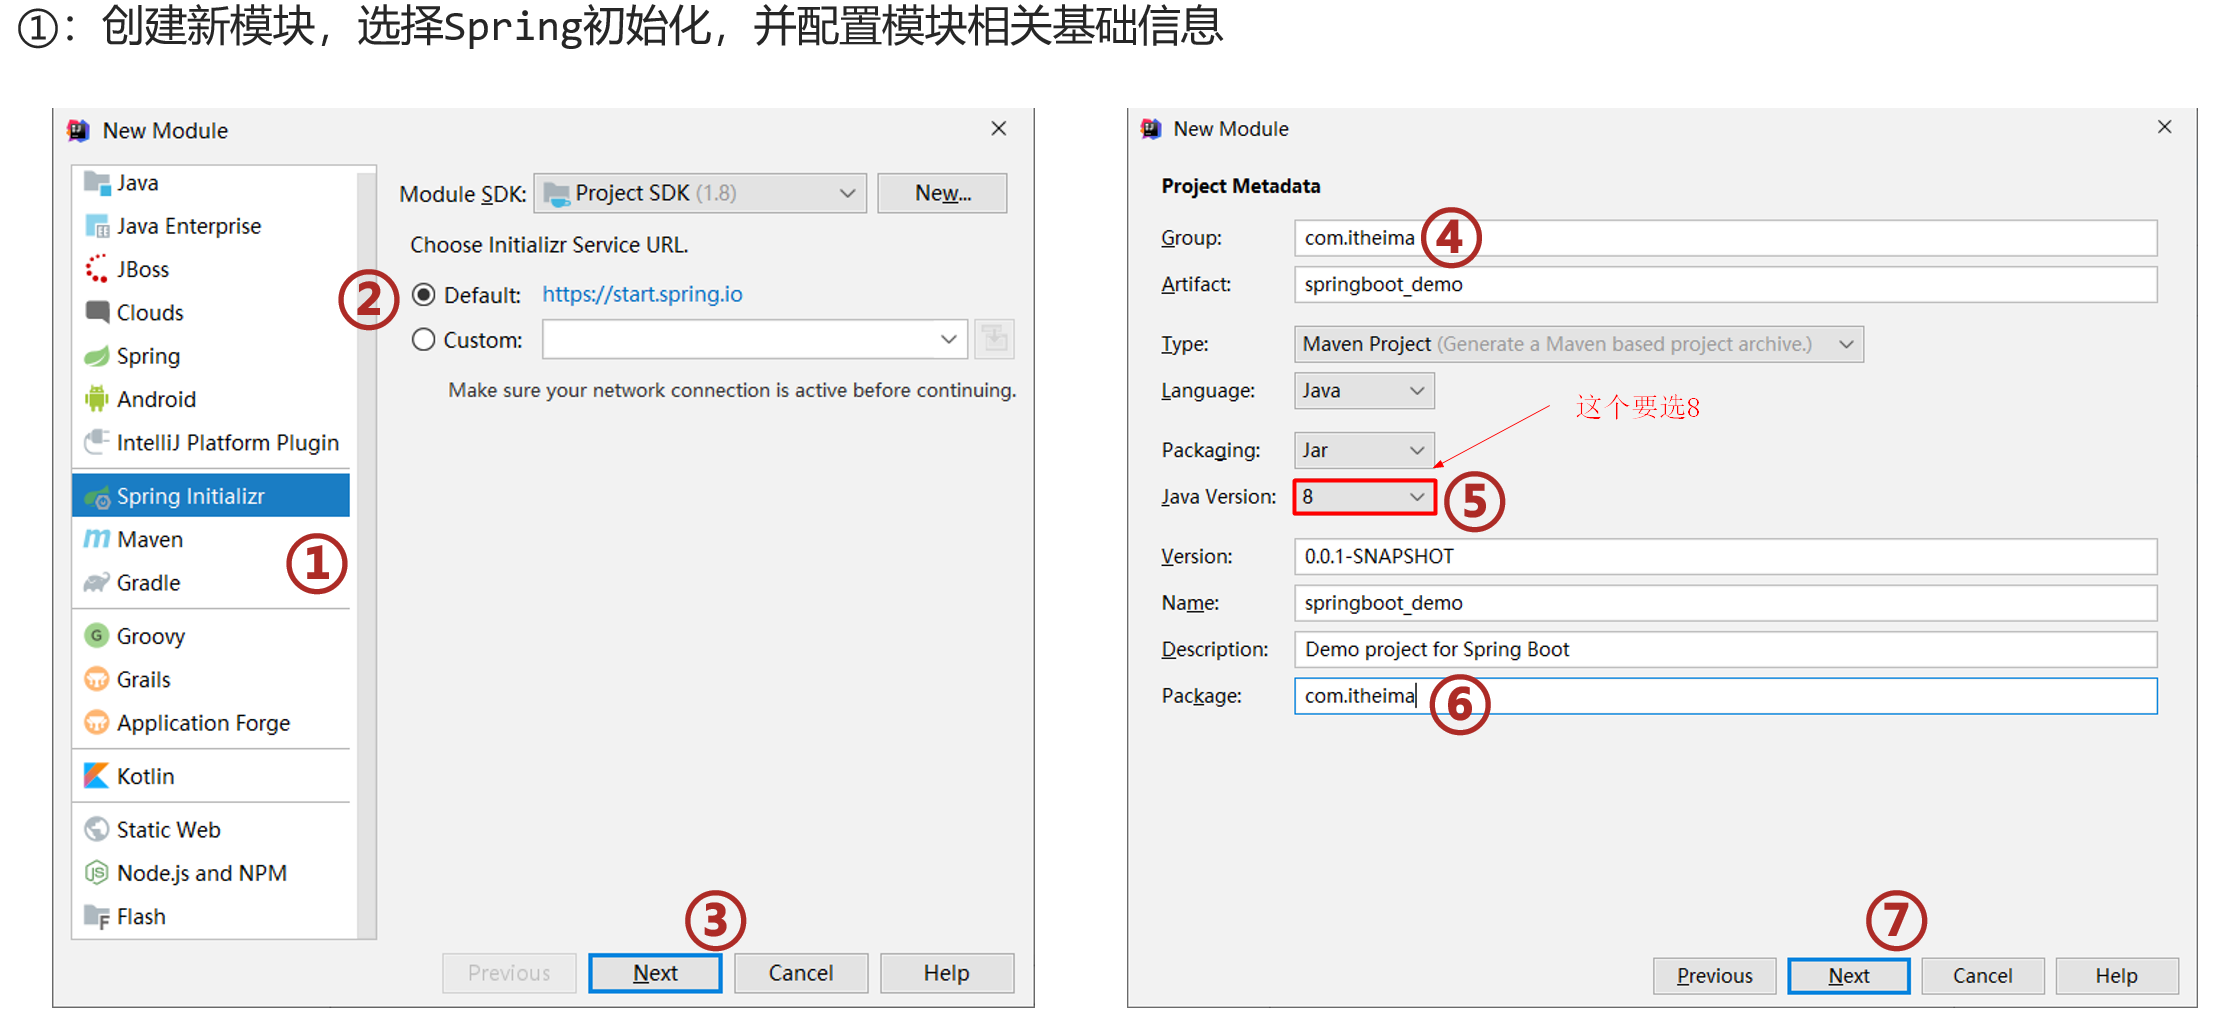 ①：创建新模块，选择Spring初始化，并配置模块相关基础信息
New Module
Java
Java Enterprise
JBoss
Clouds
Spring
Android
IntelliJ Platform Plugin
Spring Initializr
Maven
①
Gradle
Groovy
Grails
Application Forge
Kotlin
Static Web
Node.js and NPM
Flash
Module SDK: Project SDK (1.8) New...
Choose Initializr Service URL.
② Default: https://start.spring.io
Custom:
Make sure your network connection is active before continuing.
③
Previous Next Cancel Help
New Module
Project Metadata
Group: com.itheima ④
Artifact: springboot_demo
Type: Maven Project (Generate a Maven based project archive.)
Language: Java
这个要选8
Packaging: Jar
Java Version: 8 ⑤
Version: 0.0.1-SNAPSHOT
Name: springboot_demo
Description: Demo project for Spring Boot
Package: com.itheima ⑥
⑦
Previous Next Cancel Help